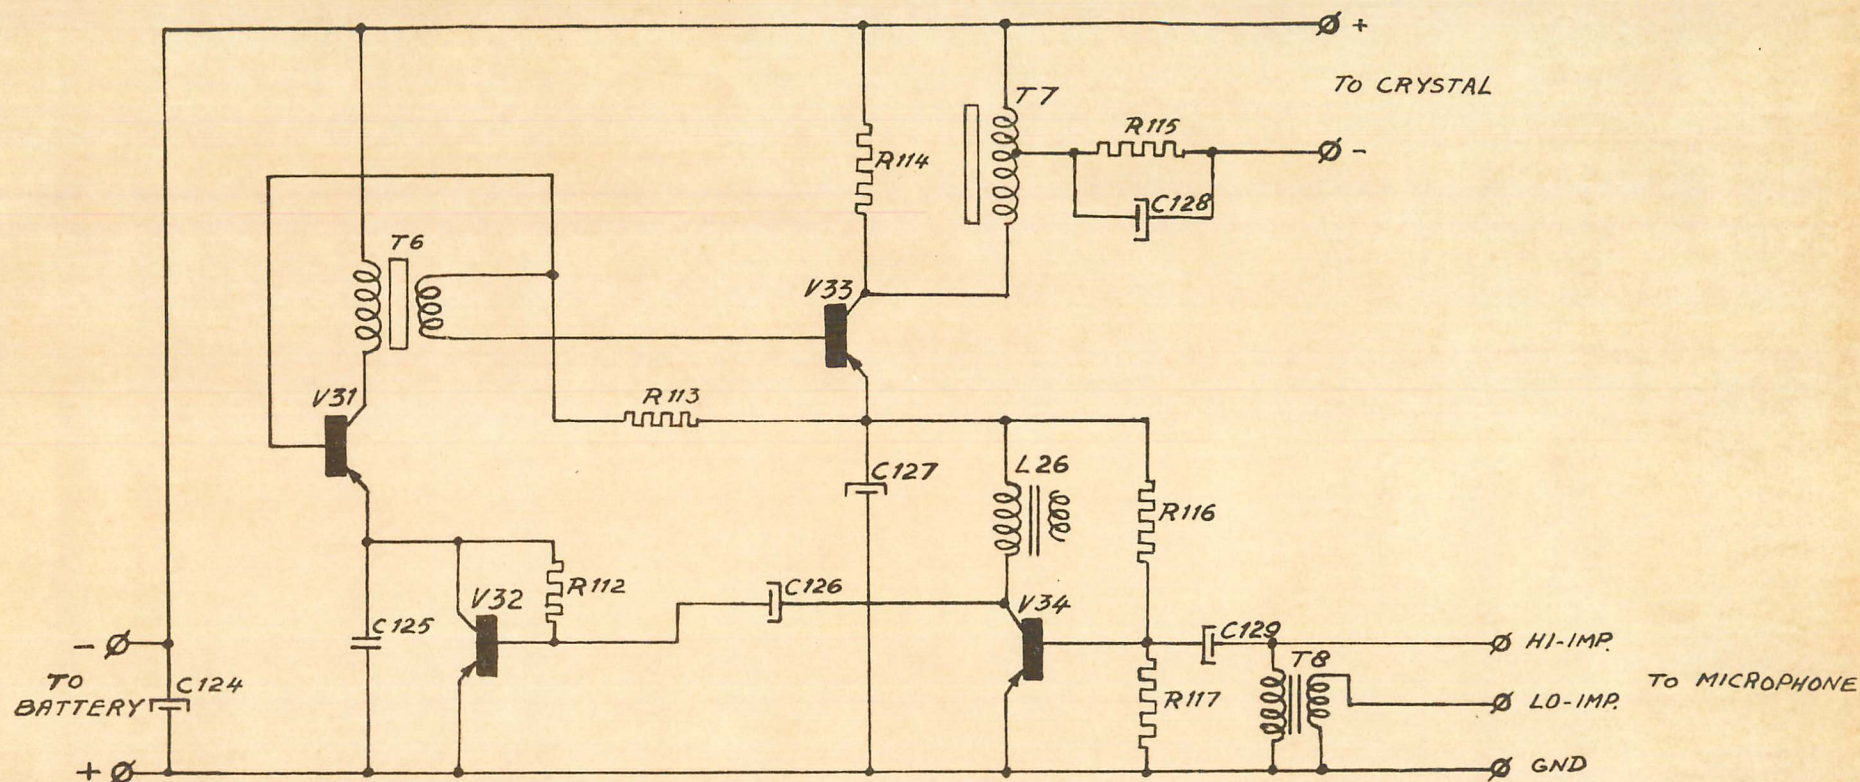 +
TO CRYSTAL
T7
R115
-
R114
C128
T6
V33
V31
R113
C127
L26
R116
R112
C126
V32
V34
C125
C129
HI-IMP.
T8
-
TO
BATTERY
C124
R117
TO MICROPHONE
LO-IMP.
+
GND